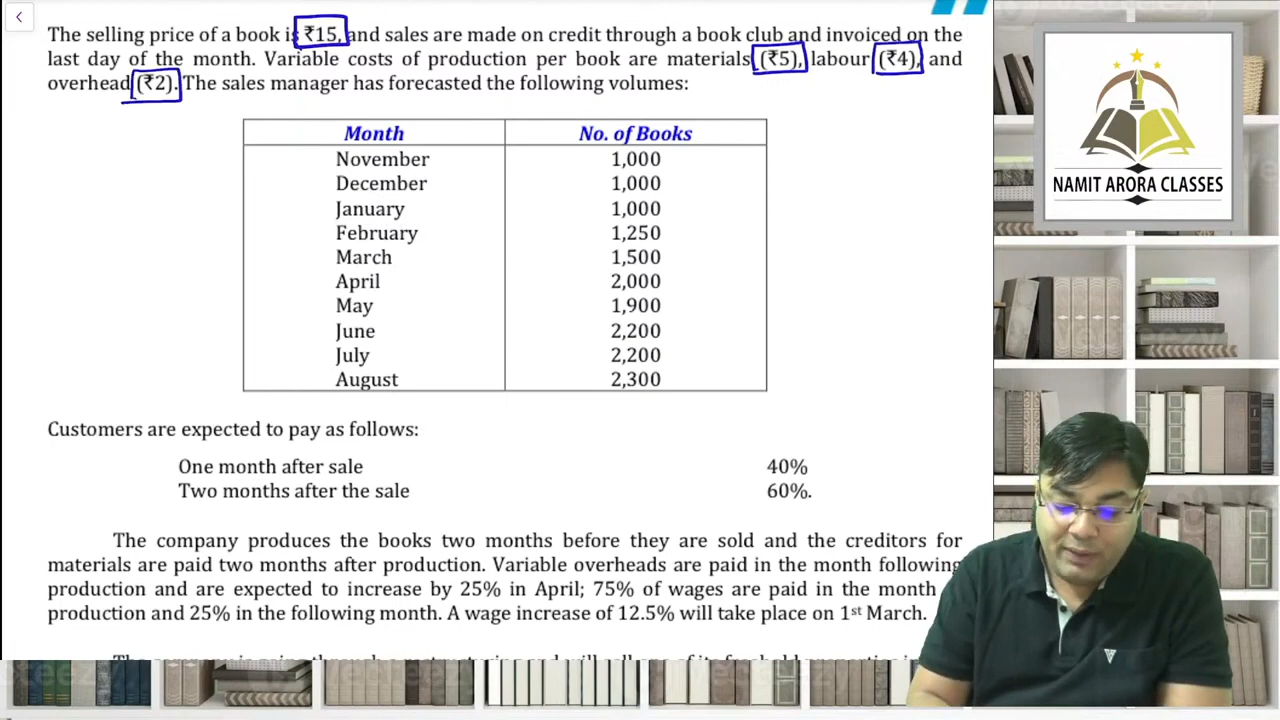 The selling price of a book is ₹15, and sales are made on credit through a book club and invoiced on the
last day of the month. Variable costs of production per book are materials (₹5), labour (₹4), and
overhead (₹2). The sales manager has forecasted the following volumes:
Month No. of Books
November 1,000
December 1,000
January 1,000
February 1,250
March 1,500
April 2,000
May 1,900
June 2,200
July 2,200
August 2,300
Customers are expected to pay as follows:
One month after sale 40%
Two months after the sale 60%.
The company produces the books two months before they are sold and the creditors for
materials are paid two months after production. Variable overheads are paid in the month following
production and are expected to increase by 25% in April; 75% of wages are paid in the month
production and 25% in the following month. A wage increase of 12.5% will take place on 1st March.
NAMIT ARORA CLASSES